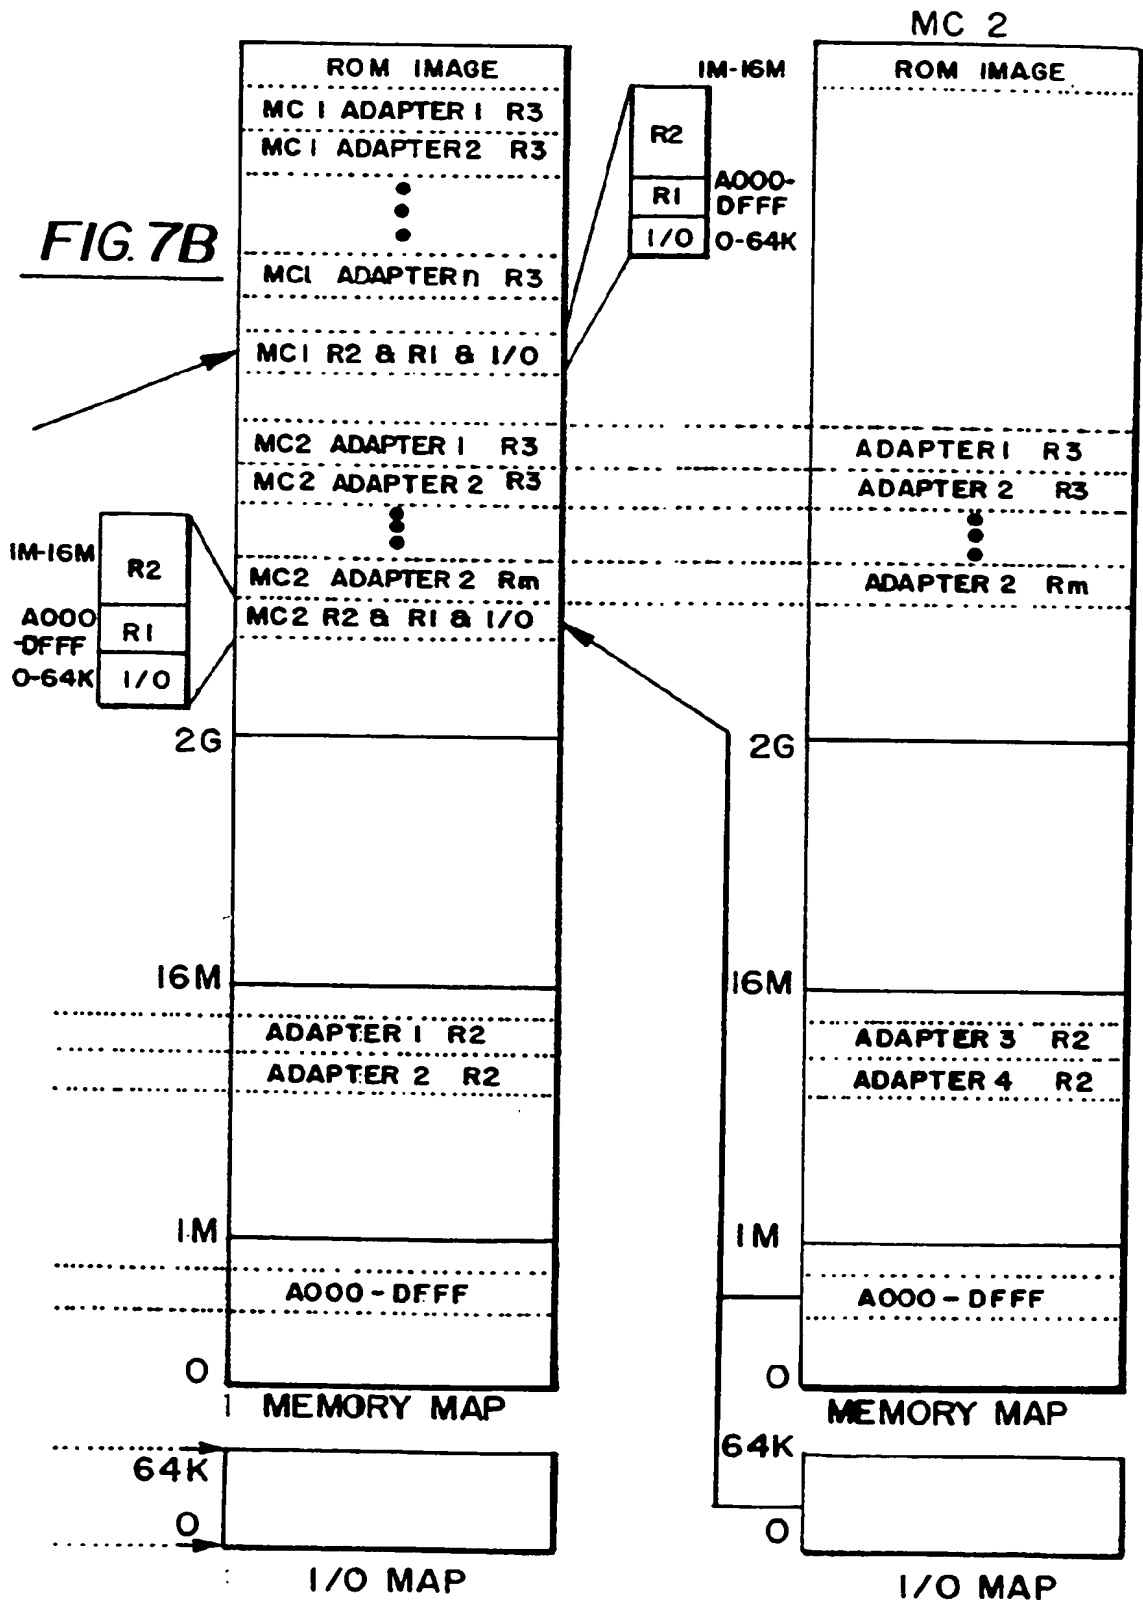 MC 2
ROM IMAGE
MC 1 ADAPTER 1 R3
MC 1 ADAPTER 2 R3
FIG. 7B
MC1 ADAPTER n R3
MC1 R2 & R1 & I/O
MC2 ADAPTER 1 R3
MC2 ADAPTER 2 R3
MC2 ADAPTER 2 Rm
MC2 R2 & R1 & I/O
1M-16M
R2
R1
A000-
DFFF
I/O
0-64K
1M-16M
R2
A000
-DFFF
R1
0-64K
I/O
2G
16M
ADAPTER 1 R2
ADAPTER 2 R2
1M
A000-DFFF
0
1 MEMORY MAP
64K
0
I/O MAP
ROM IMAGE
ADAPTER 1 R3
ADAPTER 2 R3
ADAPTER 2 Rm
2G
16M
ADAPTER 3 R2
ADAPTER 4 R2
1M
A000-DFFF
0
MEMORY MAP
64K
0
I/O MAP